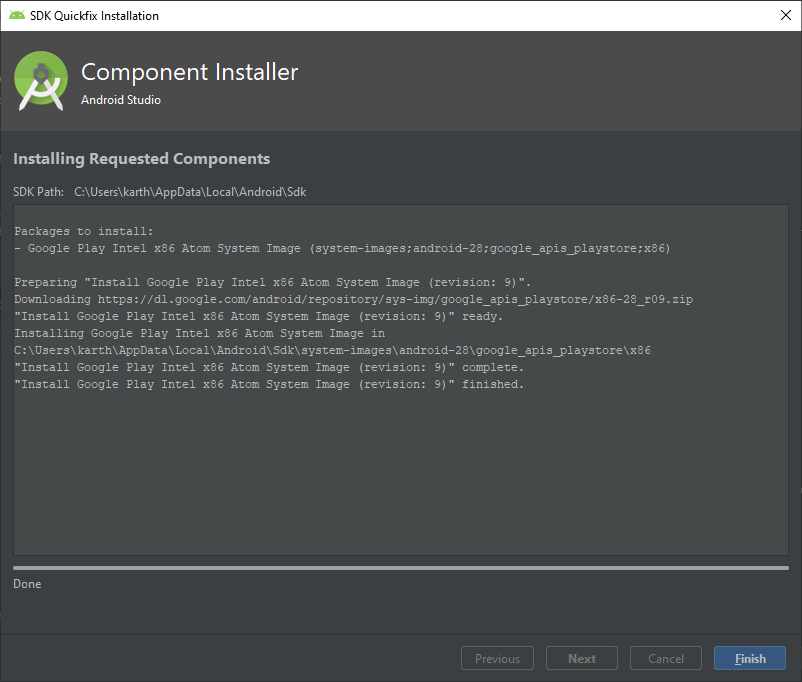 SDK Quickfix Installation
Component Installer
Android Studio
Installing Requested Components
SDK Path: C:\Users\karth\AppData\Local\Android\Sdk
Packages to install:
- Google Play Intel x86 Atom System Image (system-images;android-28;google_apis_playstore;x86)
Preparing "Install Google Play Intel x86 Atom System Image (revision: 9)".
Downloading https://dl.google.com/android/repository/sys-img/google_apis_playstore/x86-28_r09.zip
"Install Google Play Intel x86 Atom System Image (revision: 9)" ready.
Installing Google Play Intel x86 Atom System Image in
C:\Users\karth\AppData\Local\Android\Sdk\system-images\android-28\google_apis_playstore\x86
"Install Google Play Intel x86 Atom System Image (revision: 9)" complete.
"Install Google Play Intel x86 Atom System Image (revision: 9)" finished.
Done
Previous Next Cancel Finish